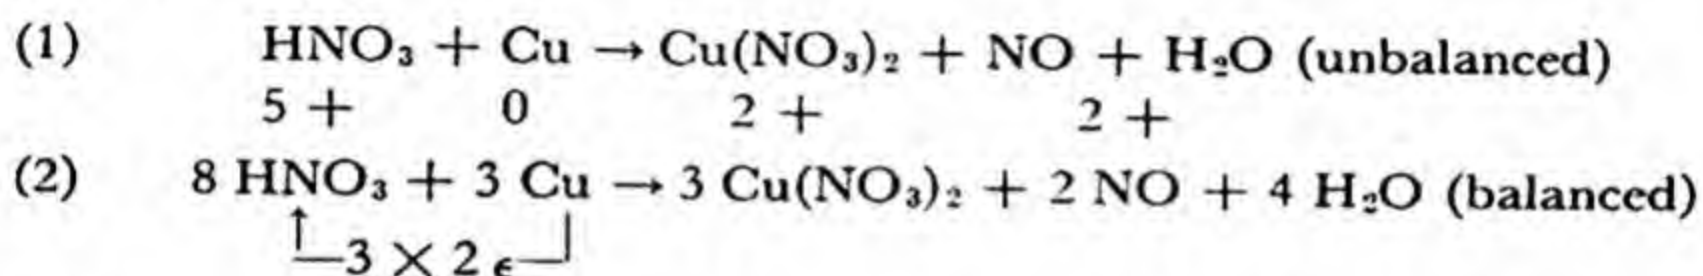 (1) HNO₃ + Cu → Cu(NO₃)₂ + NO + H₂O (unbalanced)
5 + 0 2 + 2 +
(2) 8 HNO₃ + 3 Cu → 3 Cu(NO₃)₂ + 2 NO + 4 H₂O (balanced)
3 × 2 ϵ